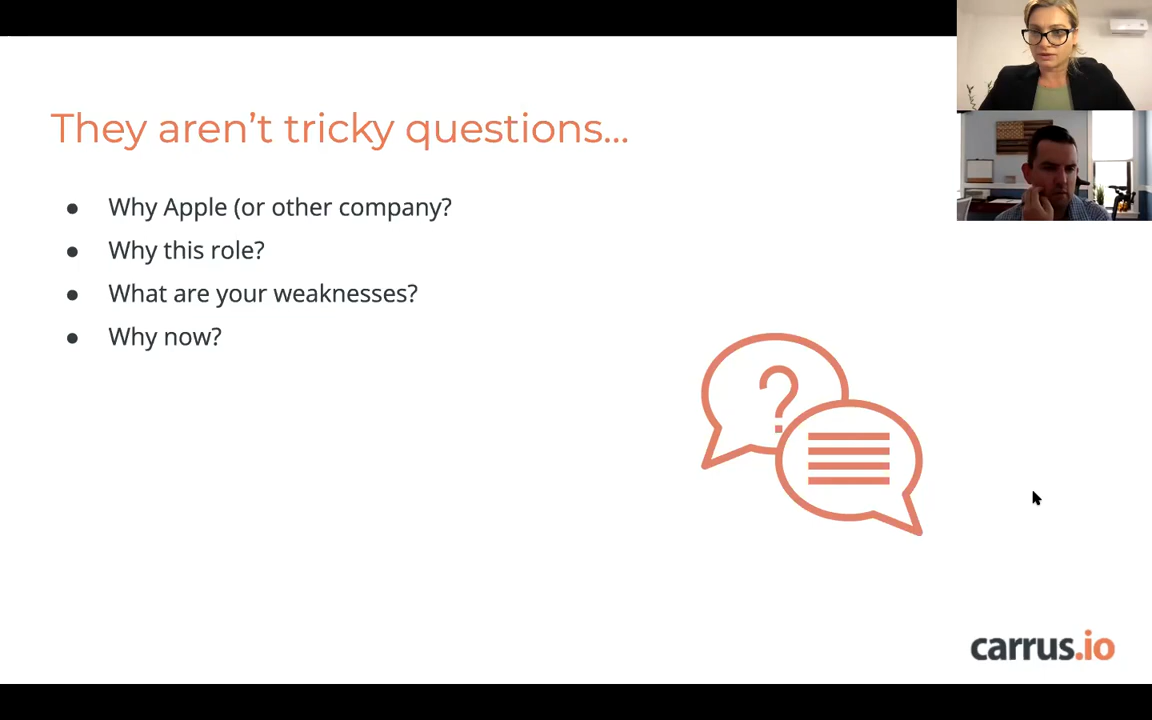 They aren't tricky questions...
● Why Apple (or other company?
● Why this role?
● What are your weaknesses?
● Why now?
?
carrus.io